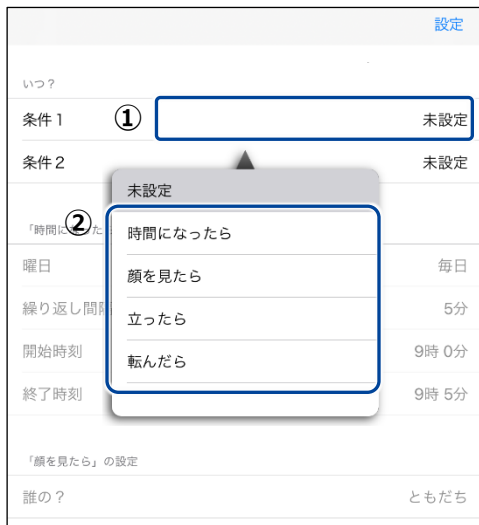 設定
いつ？
条件1 ① 未設定
条件2 未設定
未設定
②
「時間になった
時間になったら
曜日 毎日
顔を見たら
繰り返し間 5分
立ったら
開始時刻 9時 0分
転んだら
終了時刻 9時 5分
「顔を見たら」の設定
誰の？ ともだち